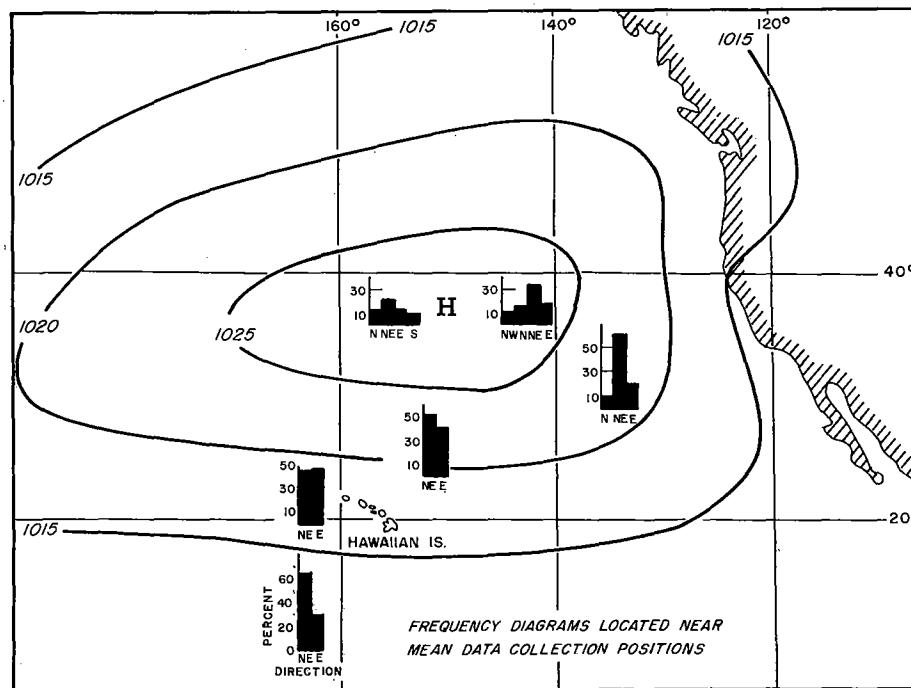 160°
1015
140°
1015
120°
1015
40°
30
10
N NE E S
H
30
10
NW N NE E
1020
1025
50
30
10
N NE E
50
30
10
NE E
50
30
10
NE E
1015
20
HAWAIIAN IS.
PERCENT
60
40
20
0
NE E
DIRECTION
FREQUENCY DIAGRAMS LOCATED NEAR
MEAN DATA COLLECTION POSITIONS